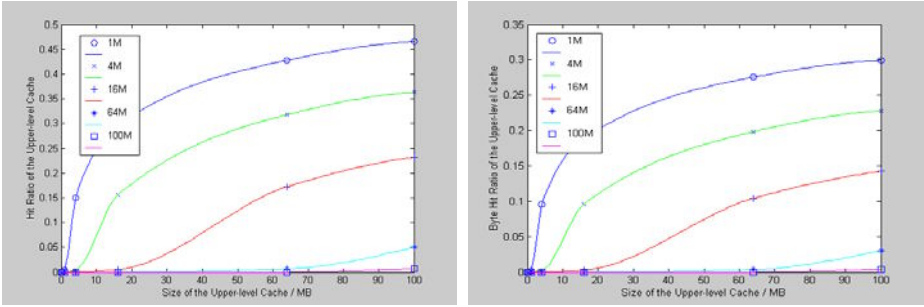 0.5
0.45
0.4
0.35
0.3
0.25
0.2
0.15
0.1
0.05
0
Hit Ratio of the Upper-level Cache
1M
4M
16M
64M
100M
0 10 20 30 40 50 60 70 80 90 100
Size of the Upper-level Cache / MB
0.35
0.3
0.25
0.2
0.15
0.1
0.05
0
Byte Hit Ratio of the Upper-level Cache
1M
4M
16M
64M
100M
0 10 20 30 40 50 60 70 80 90 100
Size of the Upper-level Cache / MB